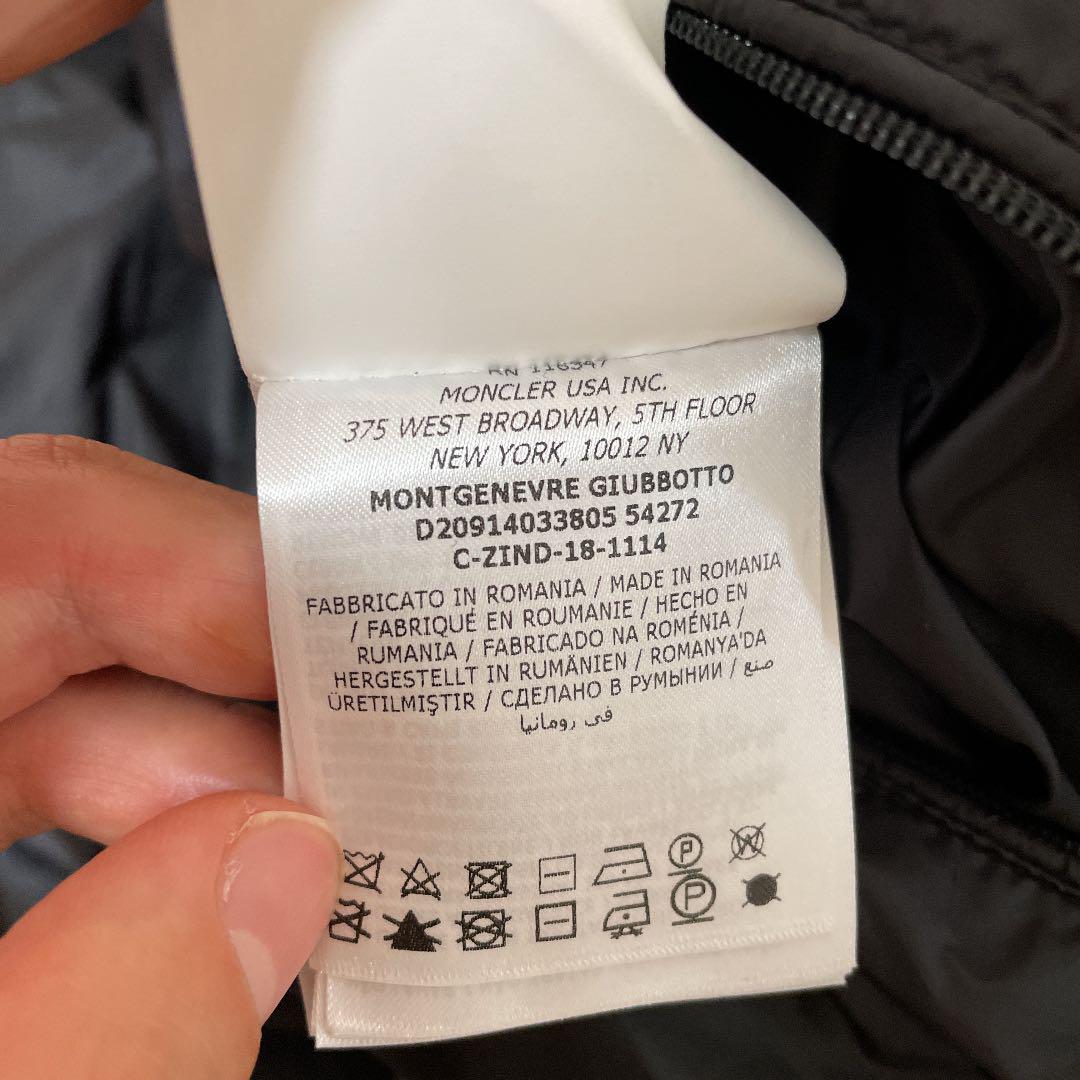 RN 116347
MONCLER USA INC.
375 WEST BROADWAY, 5TH FLOOR
NEW YORK, 10012 NY
MONTGENEVRE GIUBBOTTO
D20914033805 54272
C-ZIND-18-1114
FABBRICATO IN ROMANIA / MADE IN ROMANIA
/ FABRIQUÉ EN ROUMANIE / HECHO EN
RUMANIA / FABRICADO NA ROMÉNIA /
HERGESTELLT IN RUMÄNIEN / ROMANYA'DA
ÜRETILMIŞTIR / СДЕЛАНО В РУМЫНИИ / صنع
في رومانيا
P W
P